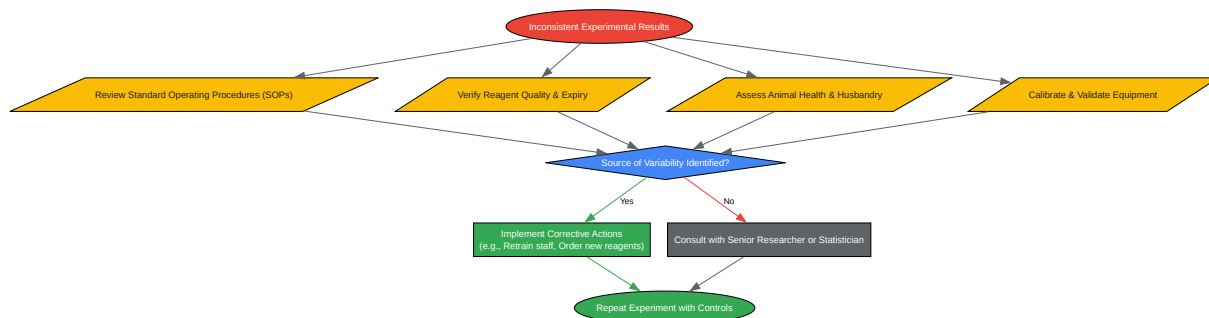 Inconsistent Experimental Results
Review Standard Operating Procedures (SOPs)
Verify Reagent Quality & Expiry
Assess Animal Health & Husbandry
Calibrate & Validate Equipment
Source of Variability Identified?
Yes
No
Implement Corrective Actions
(e.g., Retrain staff, Order new reagents)
Consult with Senior Researcher or Statistician
Repeat Experiment with Controls